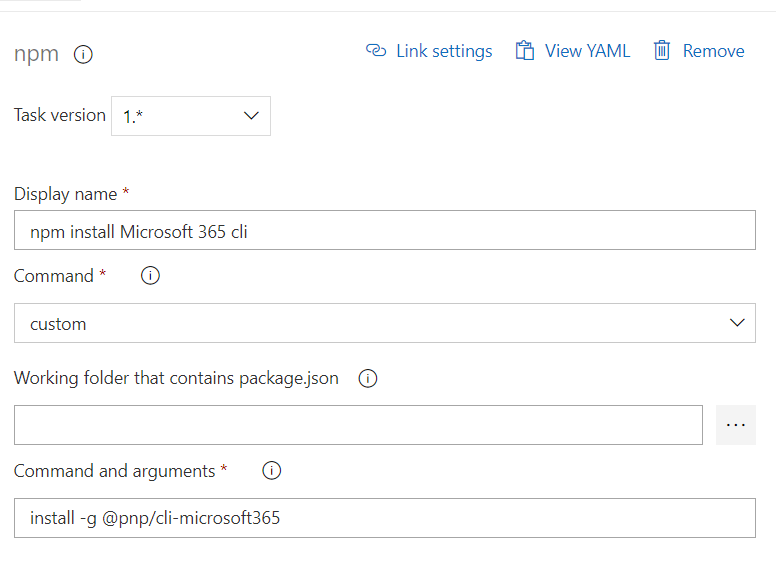 npm
Link settings
View YAML
Remove
Task version
1.*
Display name *
npm install Microsoft 365 cli
Command *
custom
Working folder that contains package.json
...
Command and arguments *
install -g @pnp/cli-microsoft365